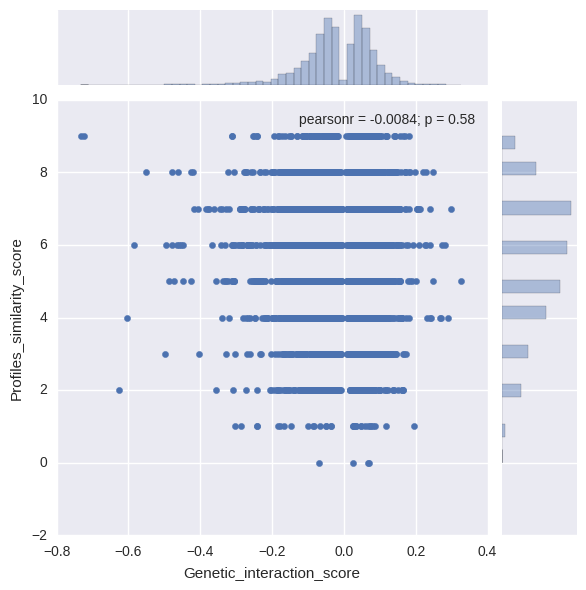 10
pearsonr = -0.0084; p = 0.58
8
6
4
2
0
−2
Profiles_similarity_score
−0.8 −0.6 −0.4 −0.2 0.0 0.2 0.4
Genetic_interaction_score